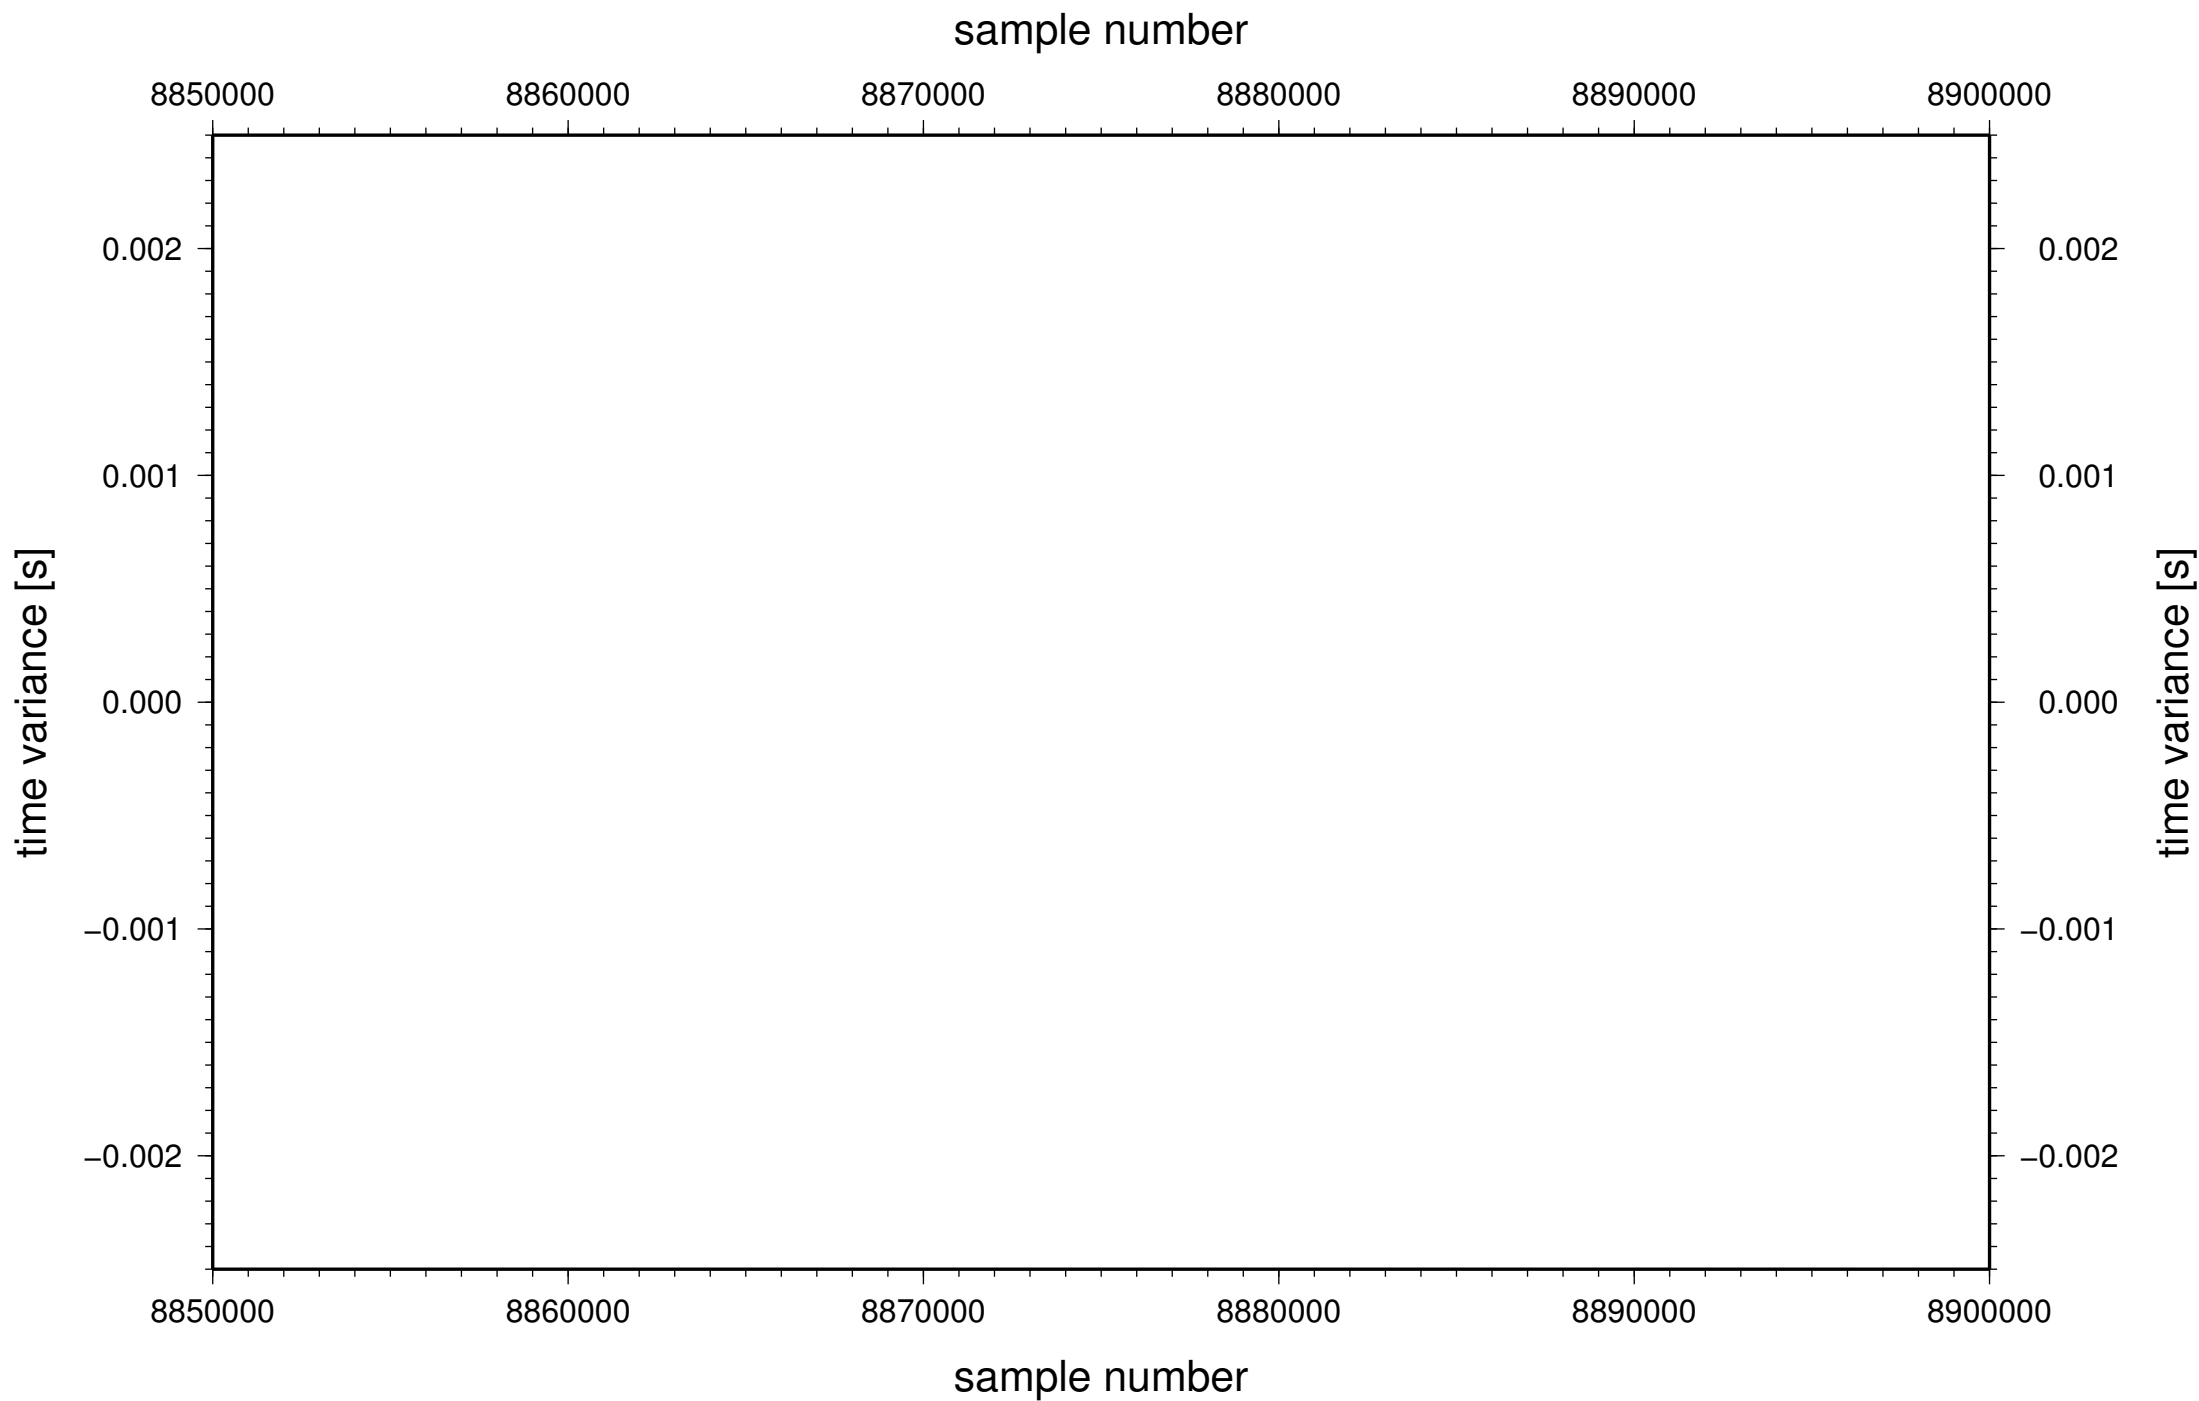 sample number
8850000 8860000 8870000 8880000 8890000 8900000
0.002 0.002
0.001 0.001
time variance [s] 0.000 0.000 time variance [s]
−0.001 −0.001
−0.002 −0.002
8850000 8860000 8870000 8880000 8890000 8900000
sample number